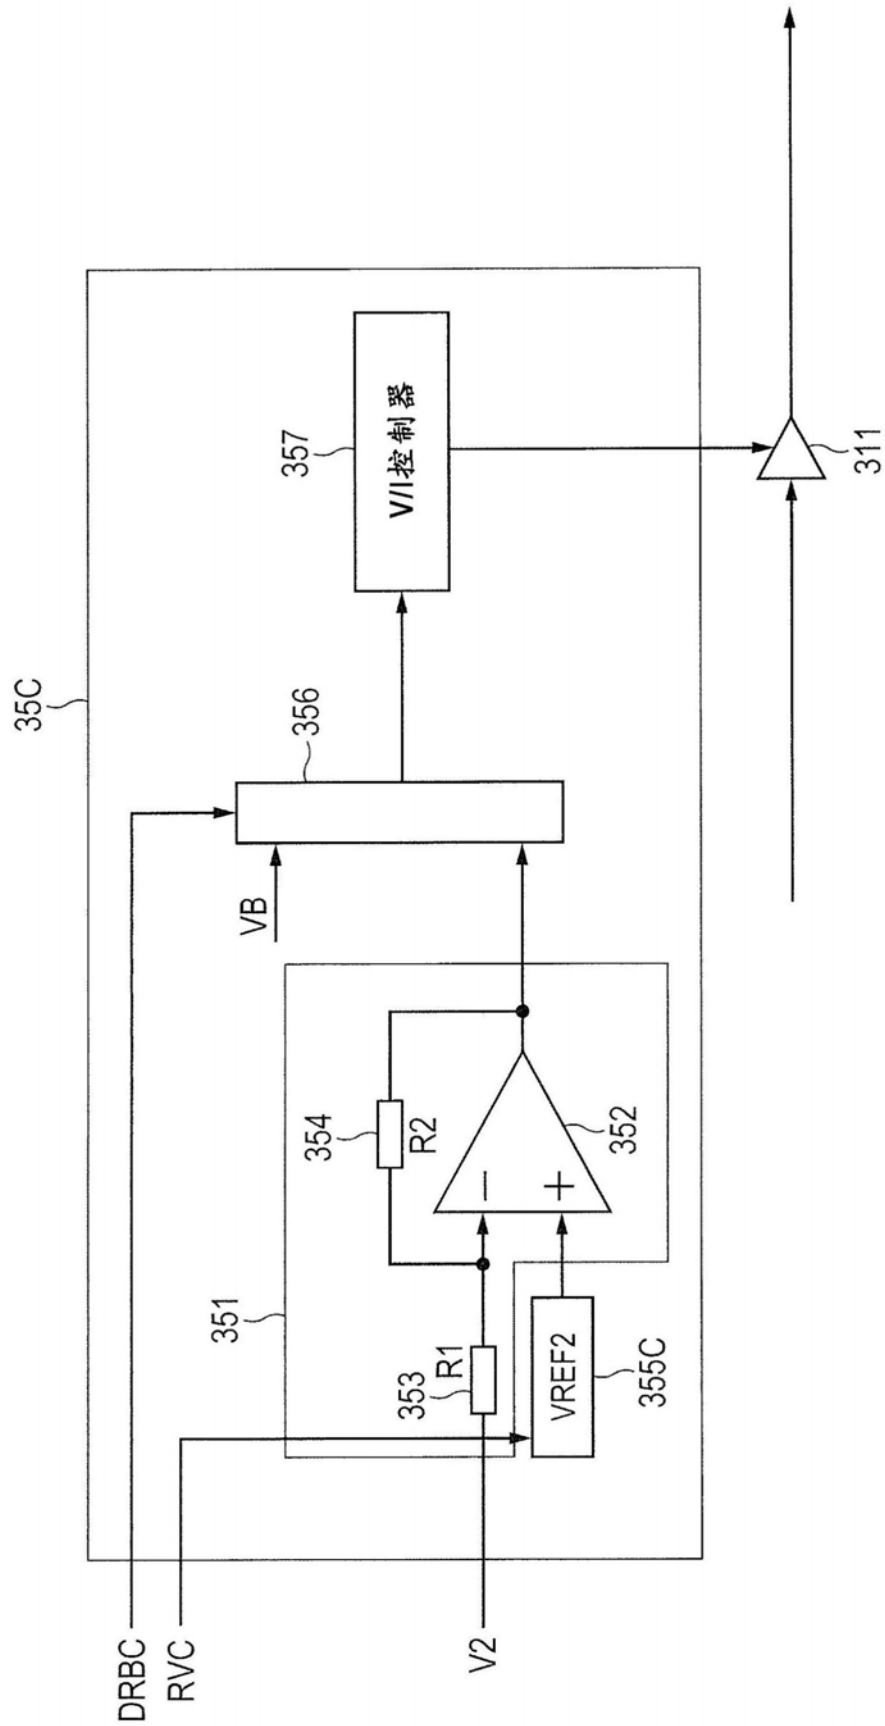 35C
DRBC
RVC
V2
351
353
R1
354
R2
VREF2
355C
352
VB
356
357
V/I控制器
311